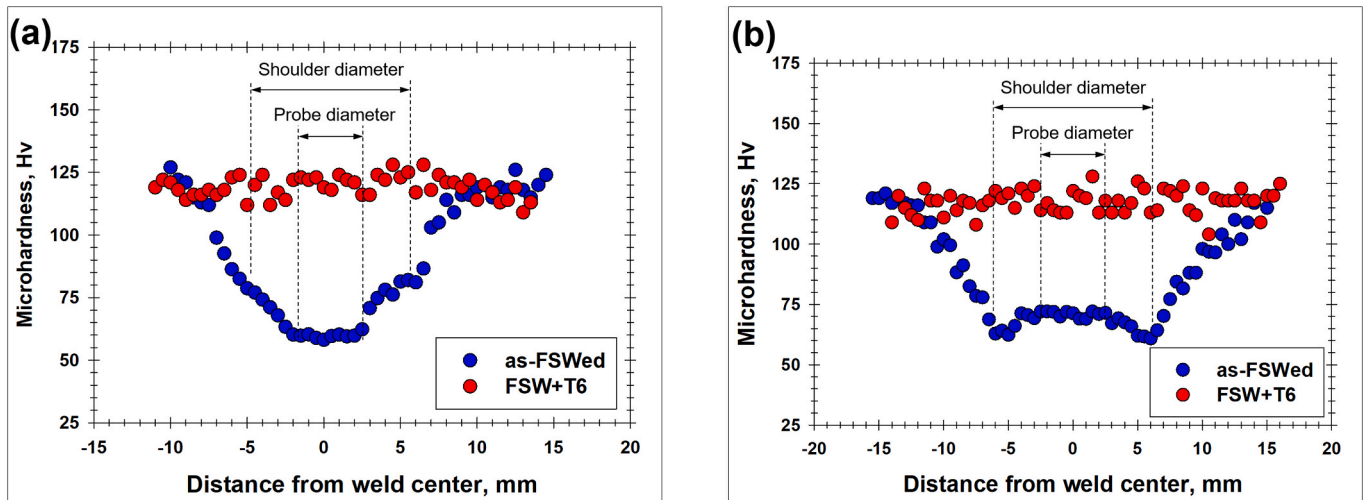 (a)
175
150
125
100
75
50
25
Microhardness, Hv
Shoulder diameter
Probe diameter
as-FSWed
FSW+T6
-15 -10 -5 0 5 10 15 20
Distance from weld center, mm
(b)
175
150
125
100
75
50
25
Microhardness, Hv
Shoulder diameter
Probe diameter
as-FSWed
FSW+T6
-20 -15 -10 -5 0 5 10 15 20
Distance from weld center, mm